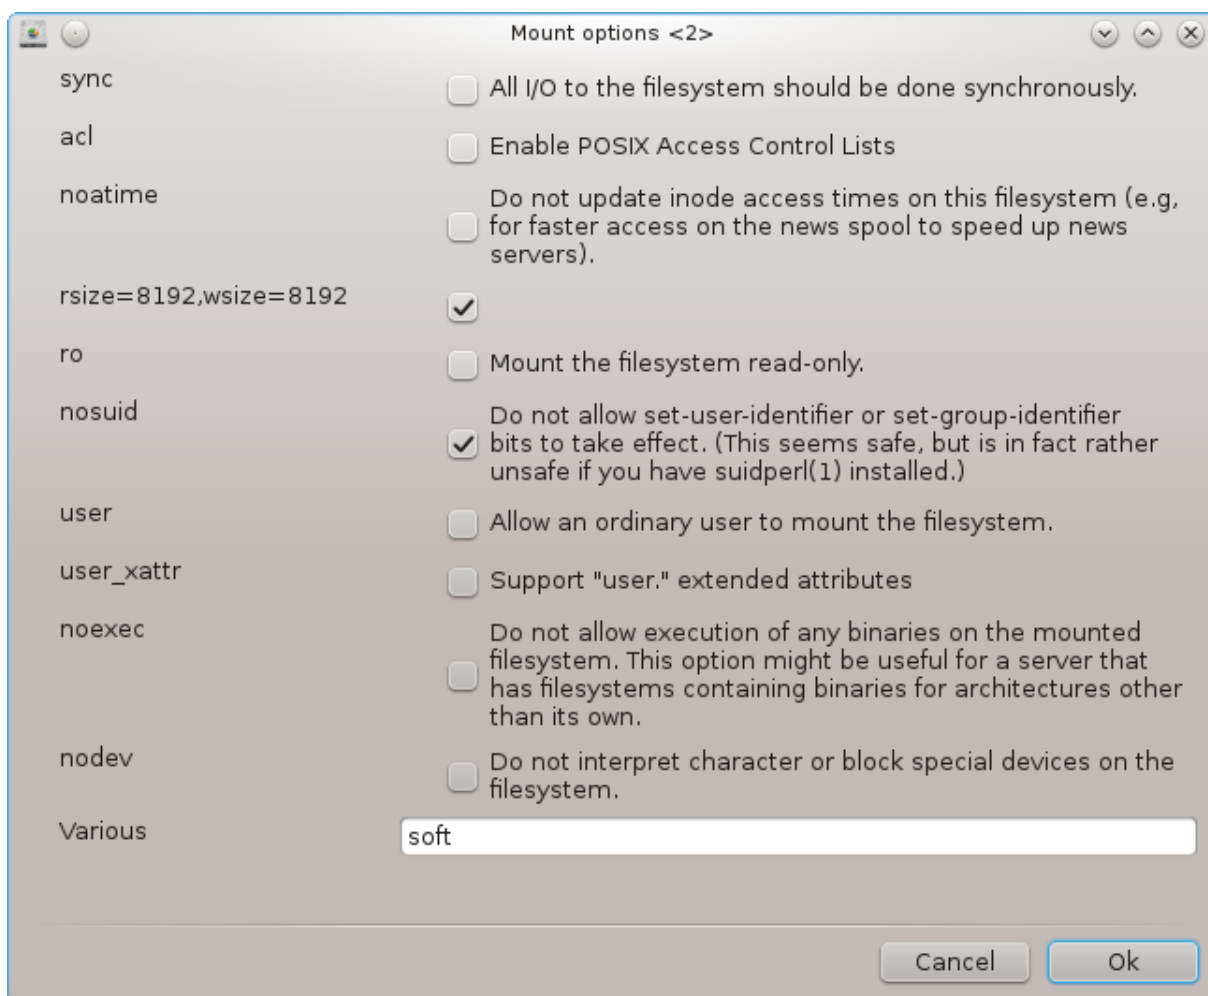 Mount options <2>
sync
All I/O to the filesystem should be done synchronously.
acl
Enable POSIX Access Control Lists
noatime
Do not update inode access times on this filesystem (e.g,
for faster access on the news spool to speed up news
servers).
rsize=8192,wsize=8192
ro
Mount the filesystem read-only.
nosuid
Do not allow set-user-identifier or set-group-identifier
bits to take effect. (This seems safe, but is in fact rather
unsafe if you have suidperl(1) installed.)
user
Allow an ordinary user to mount the filesystem.
user_xattr
Support "user." extended attributes
noexec
Do not allow execution of any binaries on the mounted
filesystem. This option might be useful for a server that
has filesystems containing binaries for architectures other
than its own.
nodev
Do not interpret character or block special devices on the
filesystem.
Various
soft
Cancel
Ok